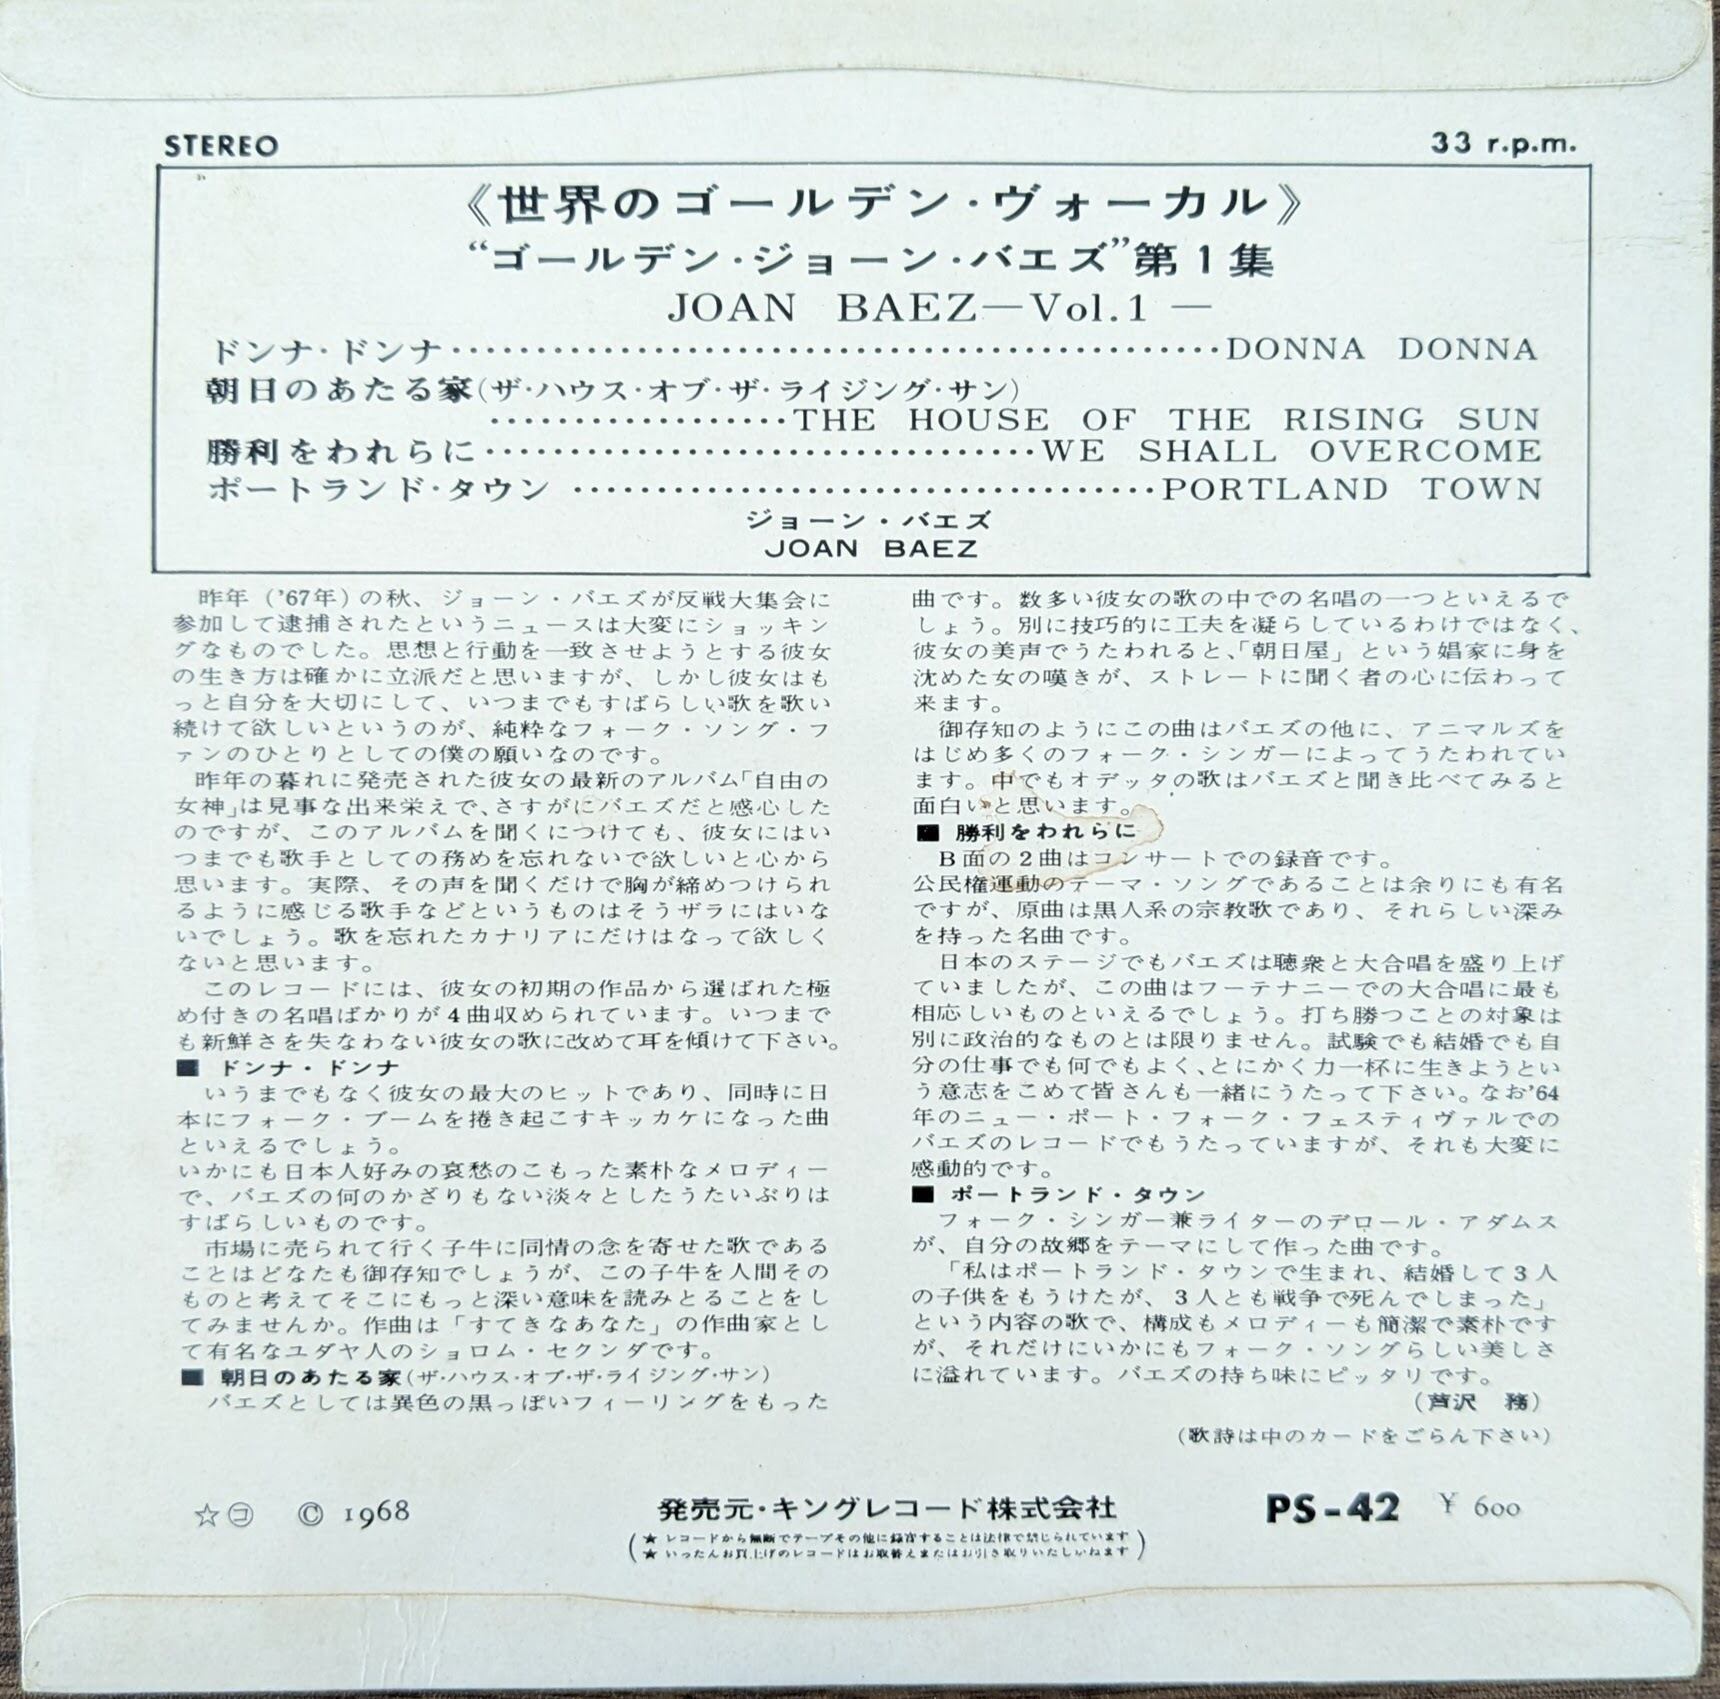 STEREO
33 r.p.m.
《世界のゴールデン・ヴォーカル》
“ゴールデン・ジョーン・バエズ”第1集
JOAN BAEZ—Vol.1—
ドンナ・ドンナ……………………………………………DONNA DONNA
朝日のあたる家(ザ・ハウス・オブ・ザ・ライジング・サン)
………………THE HOUSE OF THE RISING SUN
勝利をわれらに……………………………WE SHALL OVERCOME
ポートランド・タウン ………………………………PORTLAND TOWN
ジョーン・バエズ
JOAN BAEZ
昨年('67年)の秋、ジョーン・バエズが反戦大集会に
参加して逮捕されたというニュースは大変にショッキン
グなものでした。思想と行動を一致させようとする彼女
の生き方は確かに立派だと思いますが、しかし彼女はも
っと自分を大切にして、いつまでもすばらしい歌を歌い
続けて欲しいというのが、純粋なフォーク・ソング・フ
ァンのひとりとしての僕の願いなのです。
昨年の暮れに発売された彼女の最新のアルバム「自由の
女神」は見事な出来栄えで、さすがにバエズだと感心した
のですが、このアルバムを聞くにつけても、彼女にはい
つまでも歌手としての務めを忘れないで欲しいと心から
思います。実際、その声を聞くだけで胸が締めつけられ
るように感じる歌手などというものはそうザラにはいな
いでしょう。歌を忘れたカナリアにだけはなって欲しく
ないと思います。
このレコードには、彼女の初期の作品から選ばれた極
め付きの名唱ばかりが4曲収められています。いつまで
も新鮮さを失なわない彼女の歌に改めて耳を傾けて下さい。
■ ドンナ・ドンナ
いうまでもなく彼女の最大のヒットであり、同時に日
本にフォーク・ブームを捲き起こすキッカケになった曲
といえるでしょう。
いかにも日本人好みの哀愁のこもった素朴なメロディー
で、バエズの何のかざりもない淡々としたうたいぶりは
すばらしいものです。
市場に売られて行く子牛に同情の念を寄せた歌である
ことはどなたも御存知でしょうが、この子牛を人間その
ものと考えてそこにもっと深い意味を読みとることをし
てみませんか。作曲は「すてきなあなた」の作曲家とし
て有名なユダヤ人のショロム・セクンダです。
■ 朝日のあたる家(ザ・ハウス・オブ・ザ・ライジング・サン)
バエズとしては異色の黒っぽいフィーリングをもった
曲です。数多い彼女の歌の中での名唱の一つといえるで
しょう。別に技巧的に工夫を凝らしているわけではなく、
彼女の美声でうたわれると、「朝日屋」という娼家に身を
沈めた女の嘆きが、ストレートに聞く者の心に伝わって
来ます。
御存知のようにこの曲はバエズの他に、アニマルズを
はじめ多くのフォーク・シンガーによってうたわれてい
ます。中でもオデッタの歌はバエズと聞き比べてみると
面白いと思います。
■ 勝利をわれらに
B面の2曲はコンサートでの録音です。
公民権運動のテーマ・ソングであることは余りにも有名
ですが、原曲は黒人系の宗教歌であり、それらしい深み
を持った名曲です。
日本のステージでもバエズは聴衆と大合唱を盛り上げ
ていましたが、この曲はフーテナニーでの大合唱に最も
相応しいものといえるでしょう。打ち勝つことの対象は
別に政治的なものとは限りません。試験でも結婚でも自
分の仕事でも何でもよく、とにかく力一杯に生きようとい
う意志をこめて皆さんも一緒にうたって下さい。なお'64
年のニュー・ポート・フォーク・フェスティヴァルでの
バエズのレコードでもうたっていますが、それも大変に
感動的です。
■ ポートランド・タウン
フォーク・シンガー兼ライターのデロール・アダムス
が、自分の故郷をテーマにして作った曲です。
「私はポートランド・タウンで生まれ、結婚して3人
の子供をもうけたが、3人とも戦争で死んでしまった」
という内容の歌で、構成もメロディーも簡潔で素朴です
が、それだけにいかにもフォーク・ソングらしい美しさ
に溢れています。バエズの持ち味にピッタリです。
(芦沢 務)
(歌詩は中のカードをごらん下さい)
☆ ㋙ © 1968
発売元・キングレコード株式会社
PS-42 ¥600
(★ レコードから無断でテープその他に録音することは法律で禁じられています
★ いったんお買上げのレコードはお取替えまたはお引き取りいたしかねます)